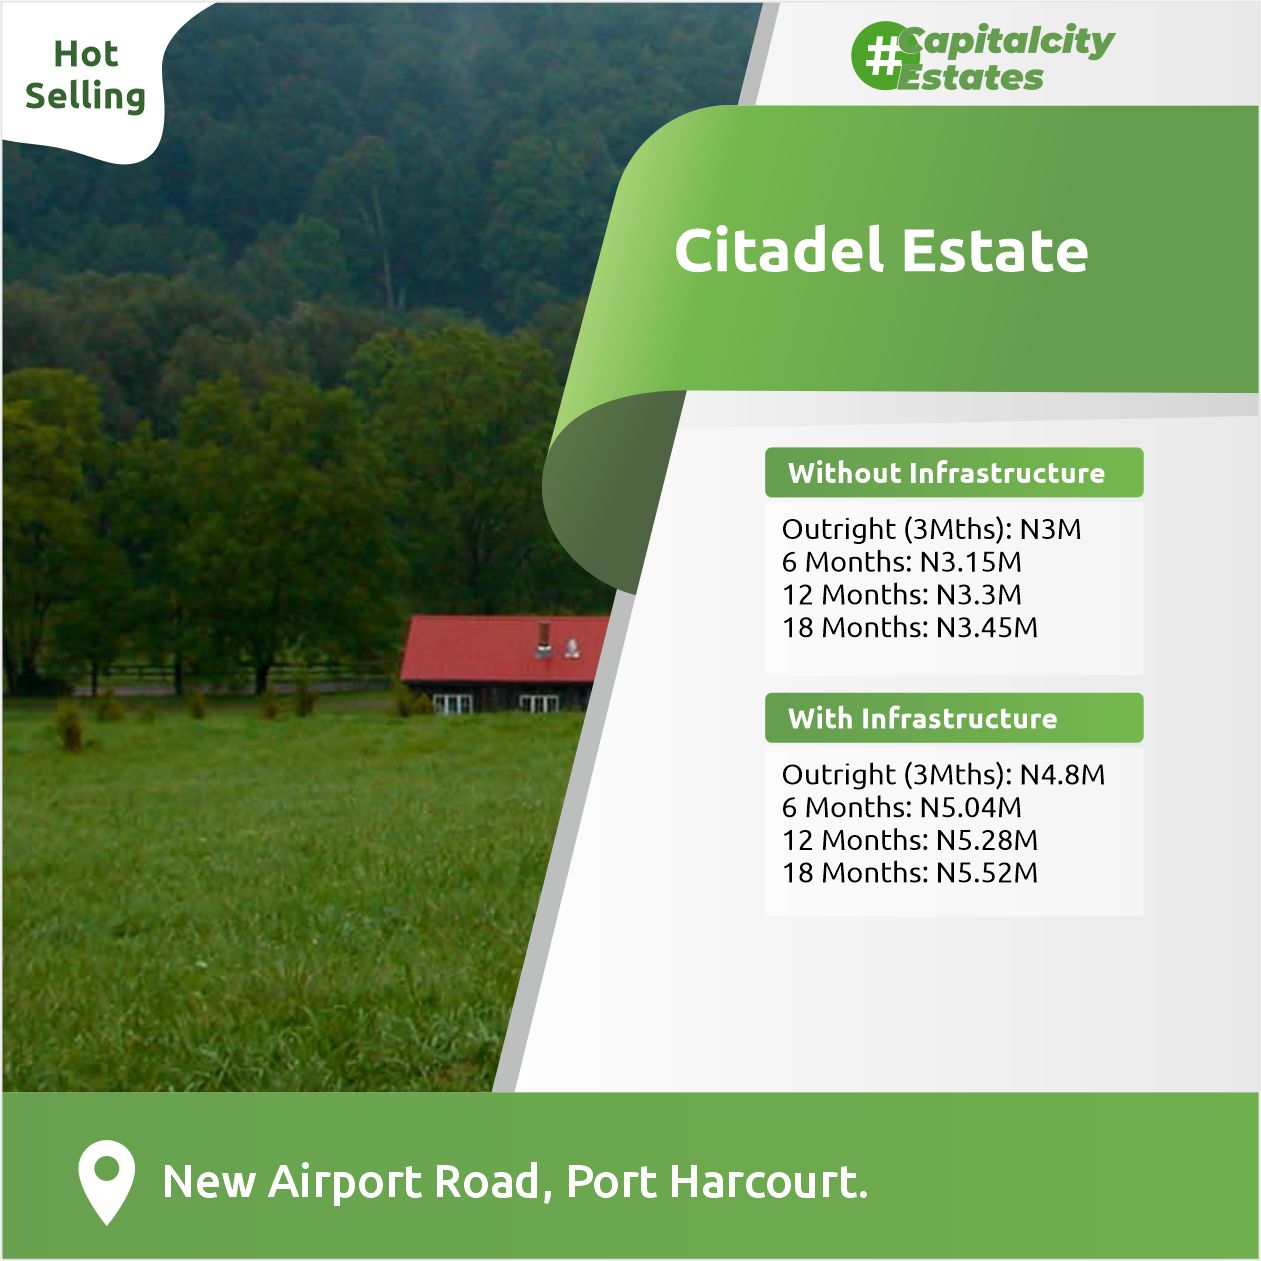 Hot
Selling
#Capitalcity
Estates
Citadel Estate
Without Infrastructure
Outright (3Mths): N3M
6 Months: N3.15M
12 Months: N3.3M
18 Months: N3.45M
With Infrastructure
Outright (3Mths): N4.8M
6 Months: N5.04M
12 Months: N5.28M
18 Months: N5.52M
New Airport Road, Port Harcourt.